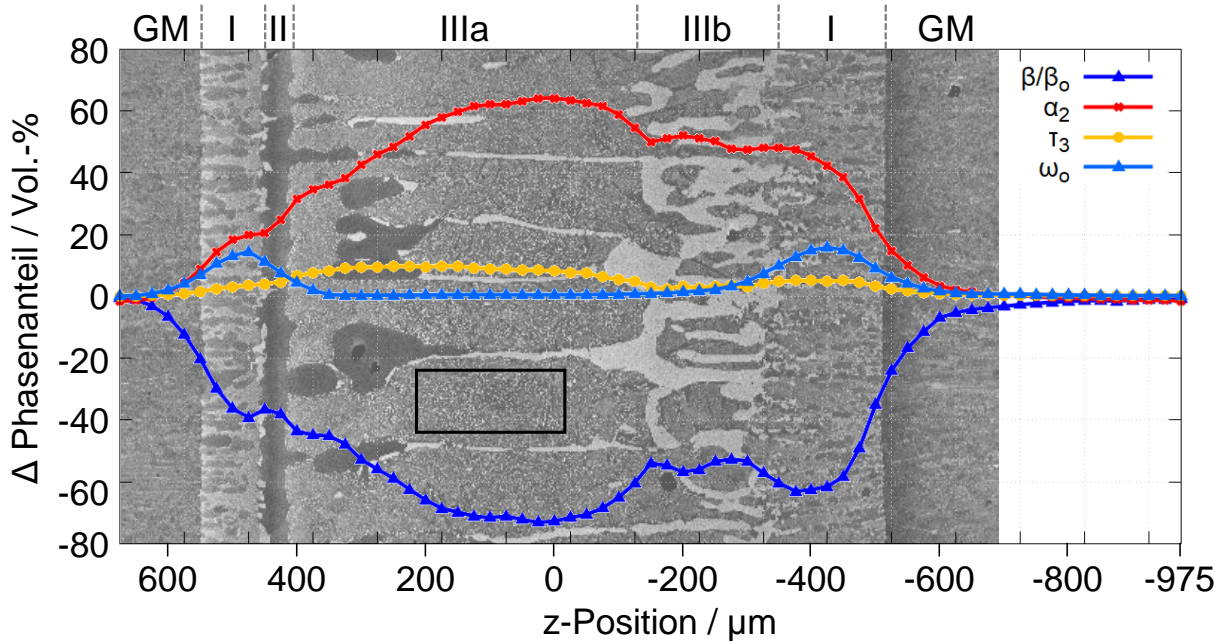 GM I II IIIa IIIb I GM
80
60
40
20
0
-20
-40
-60
-80
Δ Phasenanteil / Vol.-%
β/βₒ
α₂
τ₃
ωₒ
600 400 200 0 -200 -400 -600 -800 -975
z-Position / µm